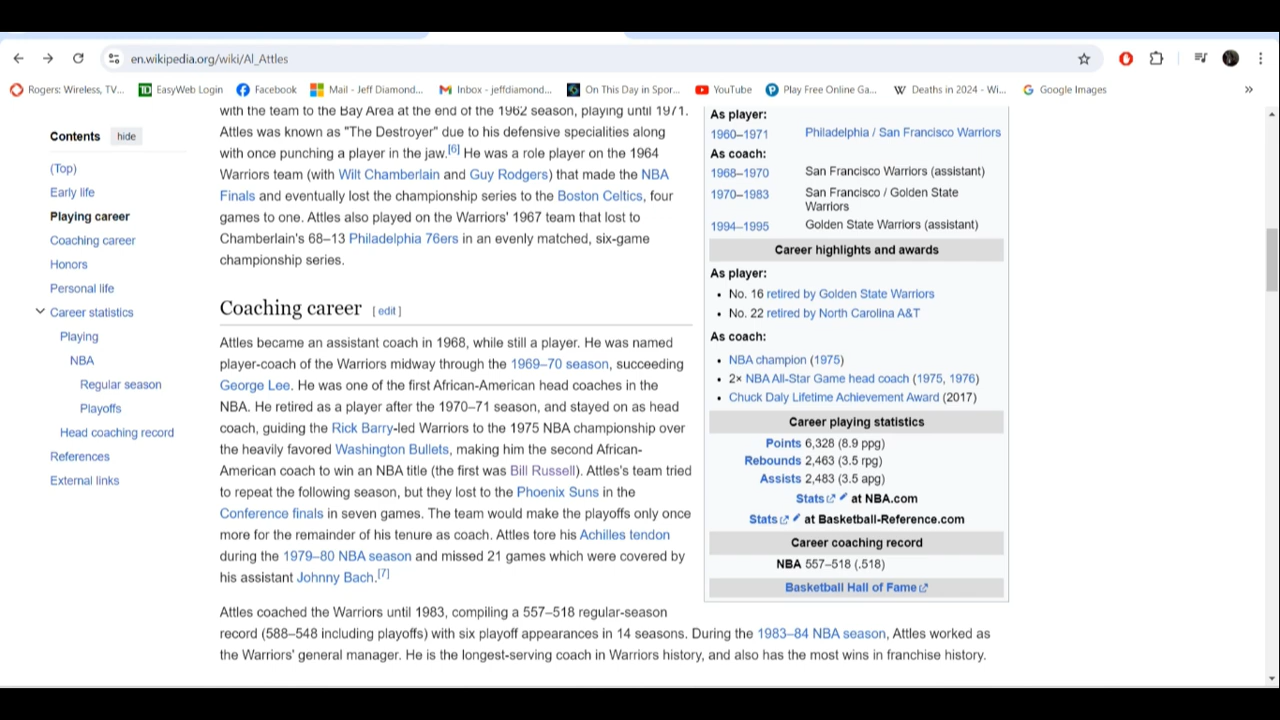 en.wikipedia.org/wiki/Al_Attles
Rogers: Wireless, TV...
EasyWeb Login
Facebook
Mail - Jeff Diamond...
Inbox - jeffdiamond...
On This Day in Spor...
YouTube
Play Free Online Ga...
Deaths in 2024 - Wi...
Google Images
Contents hide
(Top)
Early life
Playing career
Coaching career
Honors
Personal life
Career statistics
Playing
NBA
Regular season
Playoffs
Head coaching record
References
External links
with the team to the Bay Area at the end of the 1962 season, playing until 1971.
Attles was known as "The Destroyer" due to his defensive specialities along
with once punching a player in the jaw.[6] He was a role player on the 1964
Warriors team (with Wilt Chamberlain and Guy Rodgers) that made the NBA
Finals and eventually lost the championship series to the Boston Celtics, four
games to one. Attles also played on the Warriors' 1967 team that lost to
Chamberlain's 68–13 Philadelphia 76ers in an evenly matched, six-game
championship series.
Coaching career [ edit ]
Attles became an assistant coach in 1968, while still a player. He was named
player-coach of the Warriors midway through the 1969–70 season, succeeding
George Lee. He was one of the first African-American head coaches in the
NBA. He retired as a player after the 1970–71 season, and stayed on as head
coach, guiding the Rick Barry-led Warriors to the 1975 NBA championship over
the heavily favored Washington Bullets, making him the second African-
American coach to win an NBA title (the first was Bill Russell). Attles's team tried
to repeat the following season, but they lost to the Phoenix Suns in the
Conference finals in seven games. The team would make the playoffs only once
more for the remainder of his tenure as coach. Attles tore his Achilles tendon
during the 1979–80 NBA season and missed 21 games which were covered by
his assistant Johnny Bach.[7]
Attles coached the Warriors until 1983, compiling a 557–518 regular-season
record (588–548 including playoffs) with six playoff appearances in 14 seasons. During the 1983–84 NBA season, Attles worked as
the Warriors' general manager. He is the longest-serving coach in Warriors history, and also has the most wins in franchise history.
As player:
1960–1971 Philadelphia / San Francisco Warriors
As coach:
1968–1970 San Francisco Warriors (assistant)
1970–1983 San Francisco / Golden State
Warriors
1994–1995 Golden State Warriors (assistant)
Career highlights and awards
As player:
• No. 16 retired by Golden State Warriors
• No. 22 retired by North Carolina A&T
As coach:
• NBA champion (1975)
• 2× NBA All-Star Game head coach (1975, 1976)
• Chuck Daly Lifetime Achievement Award (2017)
Career playing statistics
Points 6,328 (8.9 ppg)
Rebounds 2,463 (3.5 rpg)
Assists 2,483 (3.5 apg)
Stats at NBA.com
Stats at Basketball-Reference.com
Career coaching record
NBA 557–518 (.518)
Basketball Hall of Fame